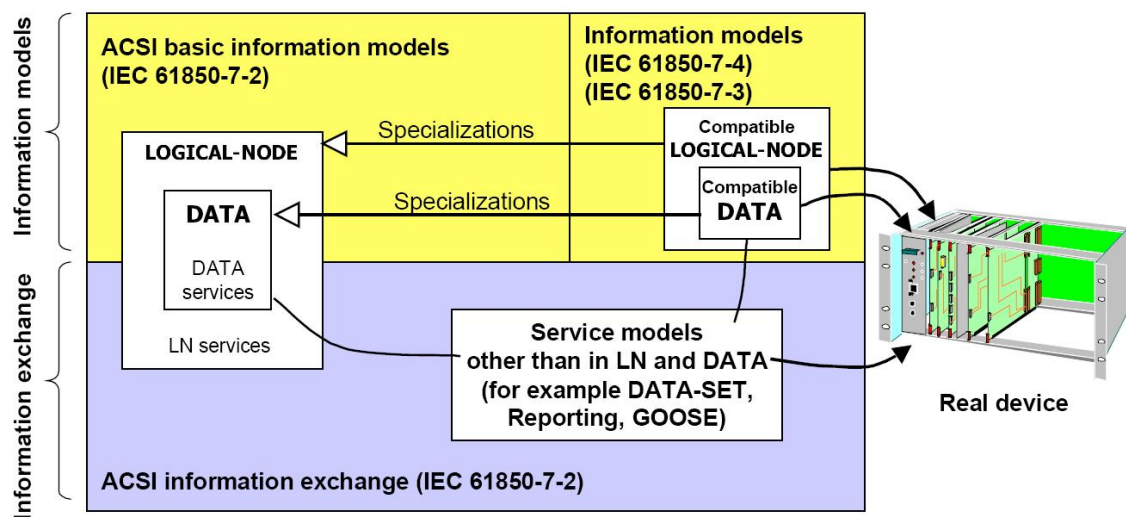 Information models
ACSI basic information models
(IEC 61850-7-2)
Information models
(IEC 61850-7-4)
(IEC 61850-7-3)
Specializations
Compatible
LOGICAL-NODE
LOGICAL-NODE
Compatible
DATA
Specializations
DATA
DATA
services
LN services
Information exchange
Service models
other than in LN and DATA
(for example DATA-SET,
Reporting, GOOSE)
Real device
ACSI information exchange (IEC 61850-7-2)